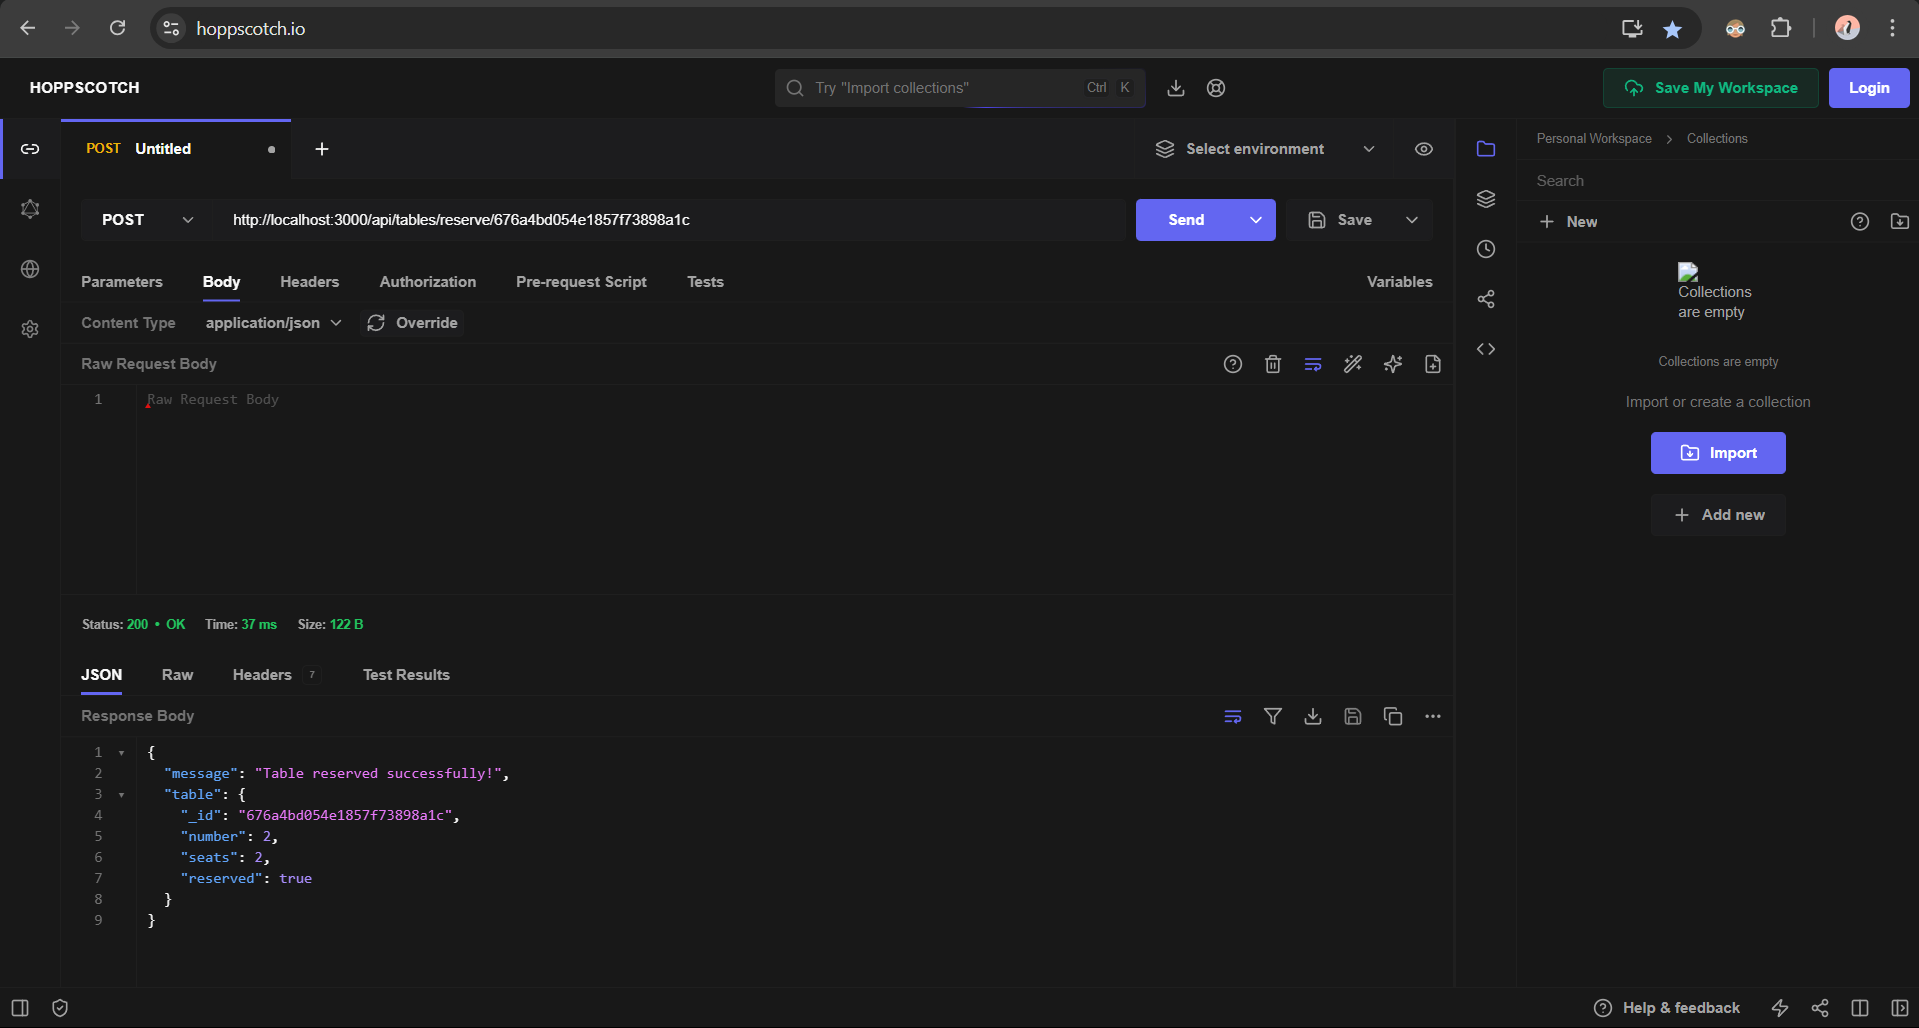 hoppscotch.io
HOPPSCOTCH
Try "Import collections"
Ctrl K
Save My Workspace
Login
POST Untitled
Select environment
Personal Workspace > Collections
Search
POST
http://localhost:3000/api/tables/reserve/676a4bd054e1857f73898a1c
Send
Save
New
Parameters
Body
Headers
Authorization
Pre-request Script
Tests
Variables
Content Type
application/json
Override
Raw Request Body
1
Raw Request Body
Collections
are empty
Collections are empty
Import or create a collection
Import
Add new
Status: 200 • OK Time: 37 ms Size: 122 B
JSON
Raw
Headers 7
Test Results
Response Body
1 {
2 "message": "Table reserved successfully!",
3 "table": {
4 "_id": "676a4bd054e1857f73898a1c",
5 "number": 2,
6 "seats": 2,
7 "reserved": true
8 }
9 }
Help & feedback